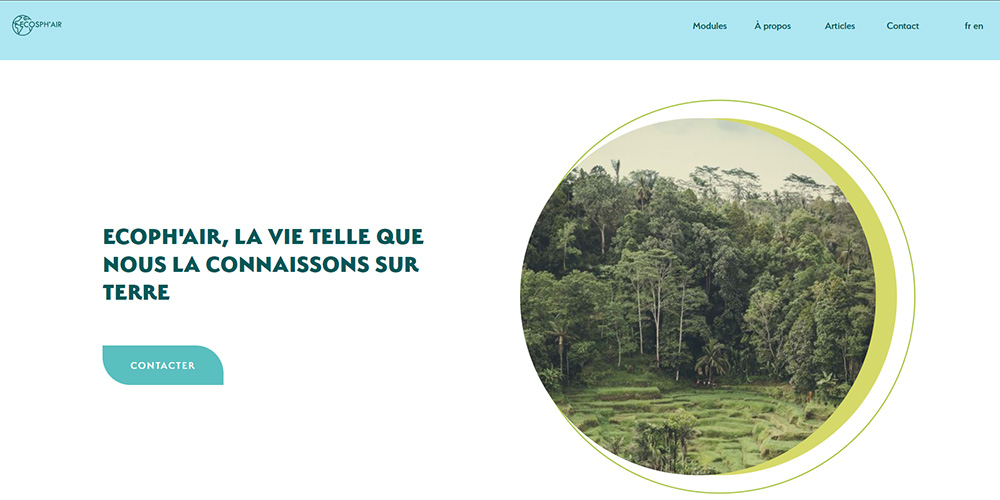 ECOSPH'AIR
Modules À propos Articles Contact fr en
ECOPH'AIR, LA VIE TELLE QUE
NOUS LA CONNAISSONS SUR
TERRE
CONTACTER